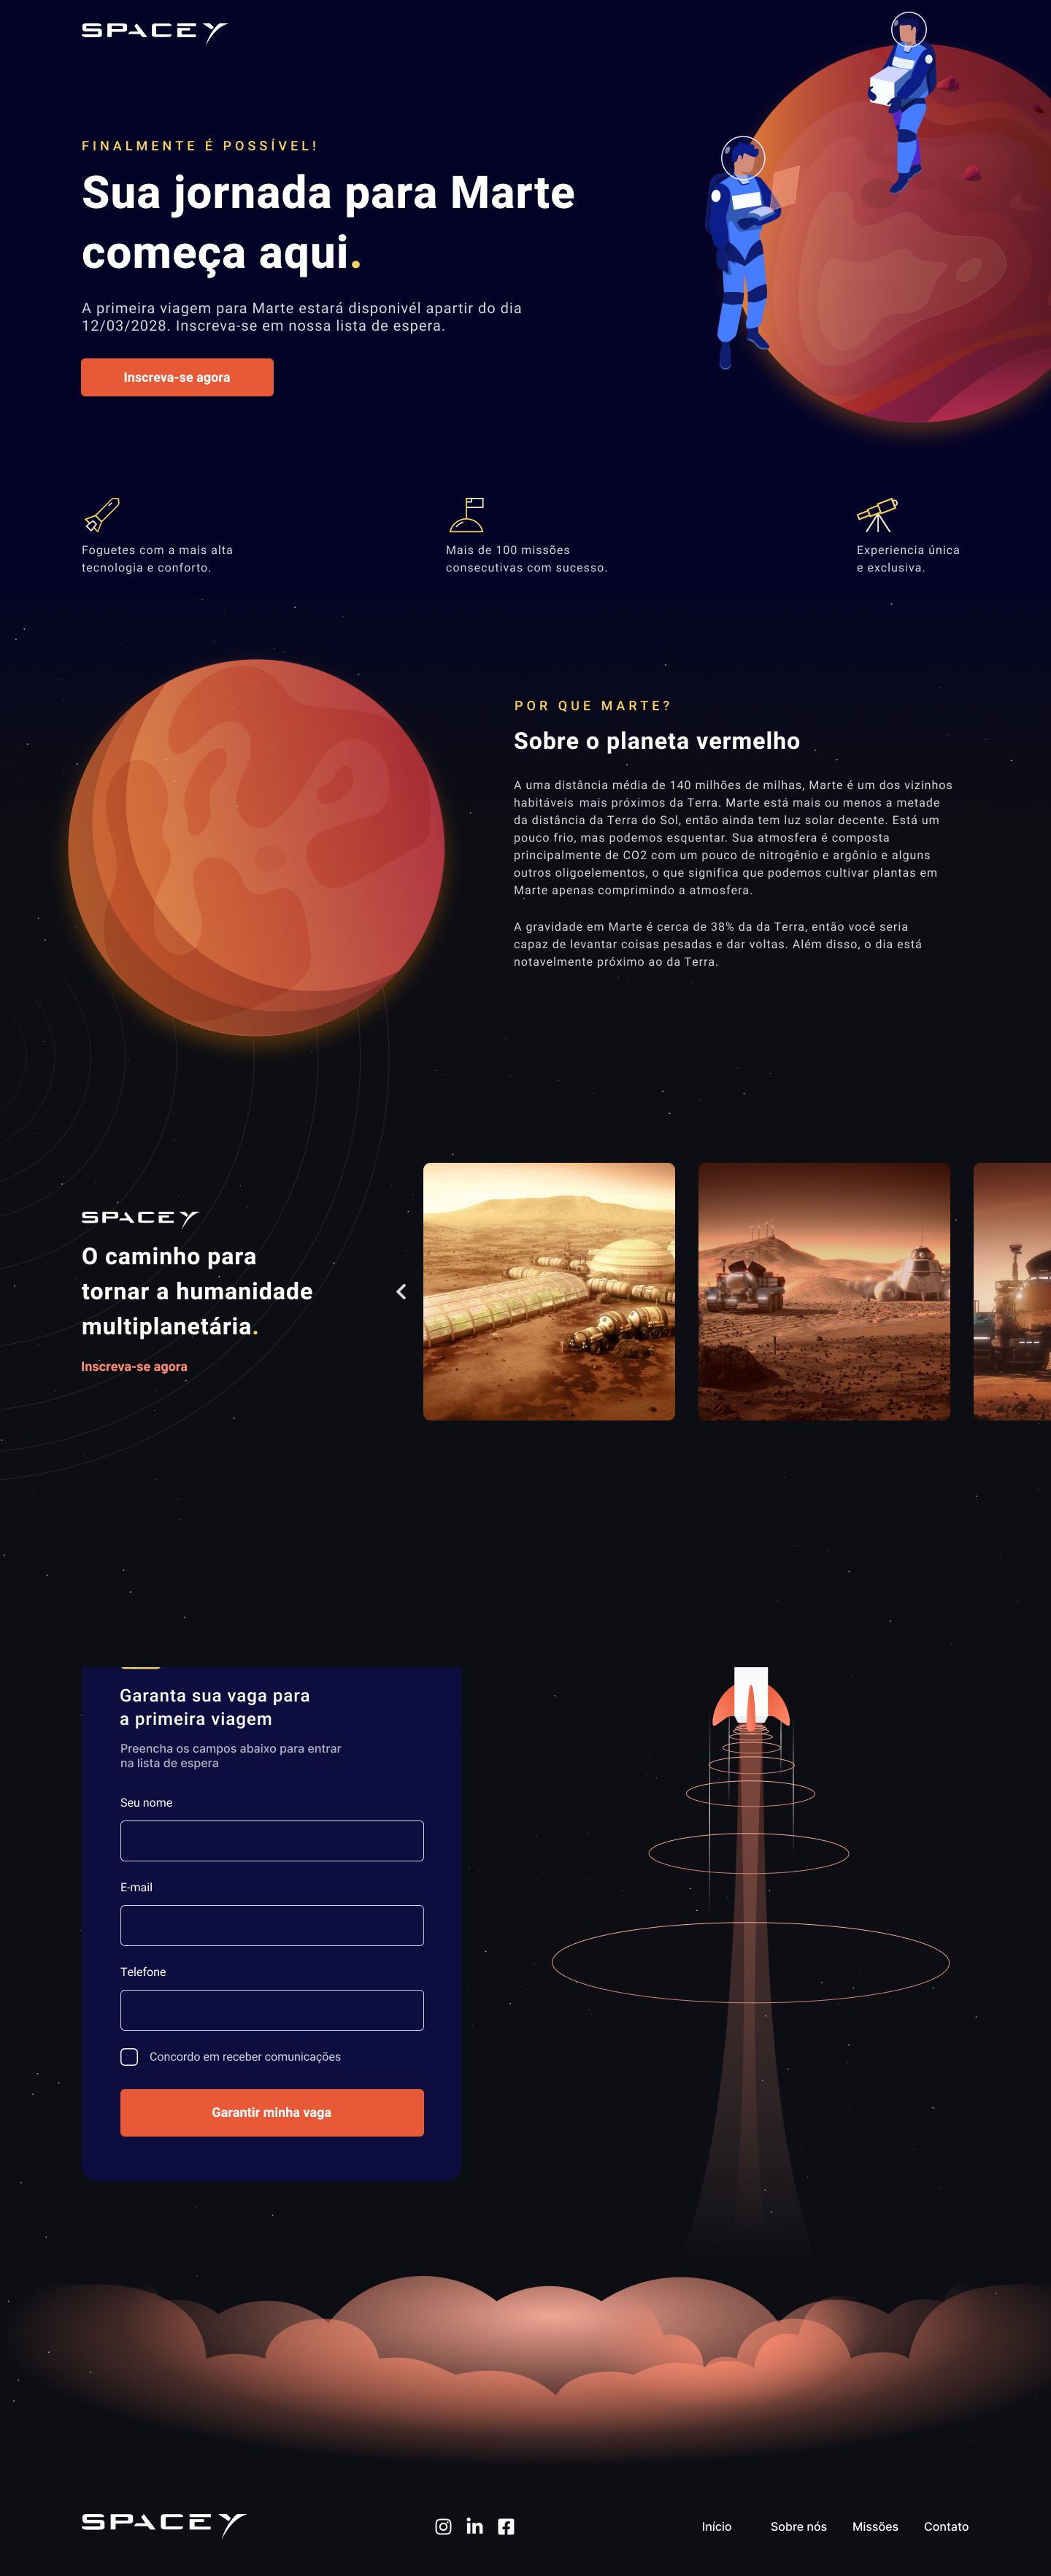 SPACEY
FINALMENTE É POSSÍVEL!
Sua jornada para Marte
começa aqui.
A primeira viagem para Marte estará disponivél apartir do dia
12/03/2028. Inscreva-se em nossa lista de espera.
Inscreva-se agora
Foguetes com a mais alta
tecnologia e conforto.
Mais de 100 missões
consecutivas com sucesso.
Experiencia única
e exclusiva.
POR QUE MARTE?
Sobre o planeta vermelho
A uma distância média de 140 milhões de milhas, Marte é um dos vizinhos
habitáveis mais próximos da Terra. Marte está mais ou menos a metade
da distância da Terra do Sol, então ainda tem luz solar decente. Está um
pouco frio, mas podemos esquentar. Sua atmosfera é composta
principalmente de CO2 com um pouco de nitrogênio e argônio e alguns
outros oligoelementos, o que significa que podemos cultivar plantas em
Marte apenas comprimindo a atmosfera.
A gravidade em Marte é cerca de 38% da da Terra, então você seria
capaz de levantar coisas pesadas e dar voltas. Além disso, o dia está
notavelmente próximo ao da Terra.
SPACEY
O caminho para
tornar a humanidade
multiplanetária.
Inscreva-se agora
Garanta sua vaga para
a primeira viagem
Preencha os campos abaixo para entrar
na lista de espera
Seu nome
E-mail
Telefone
Concordo em receber comunicações
Garantir minha vaga
SPACEY
Início
Sobre nós
Missões
Contato